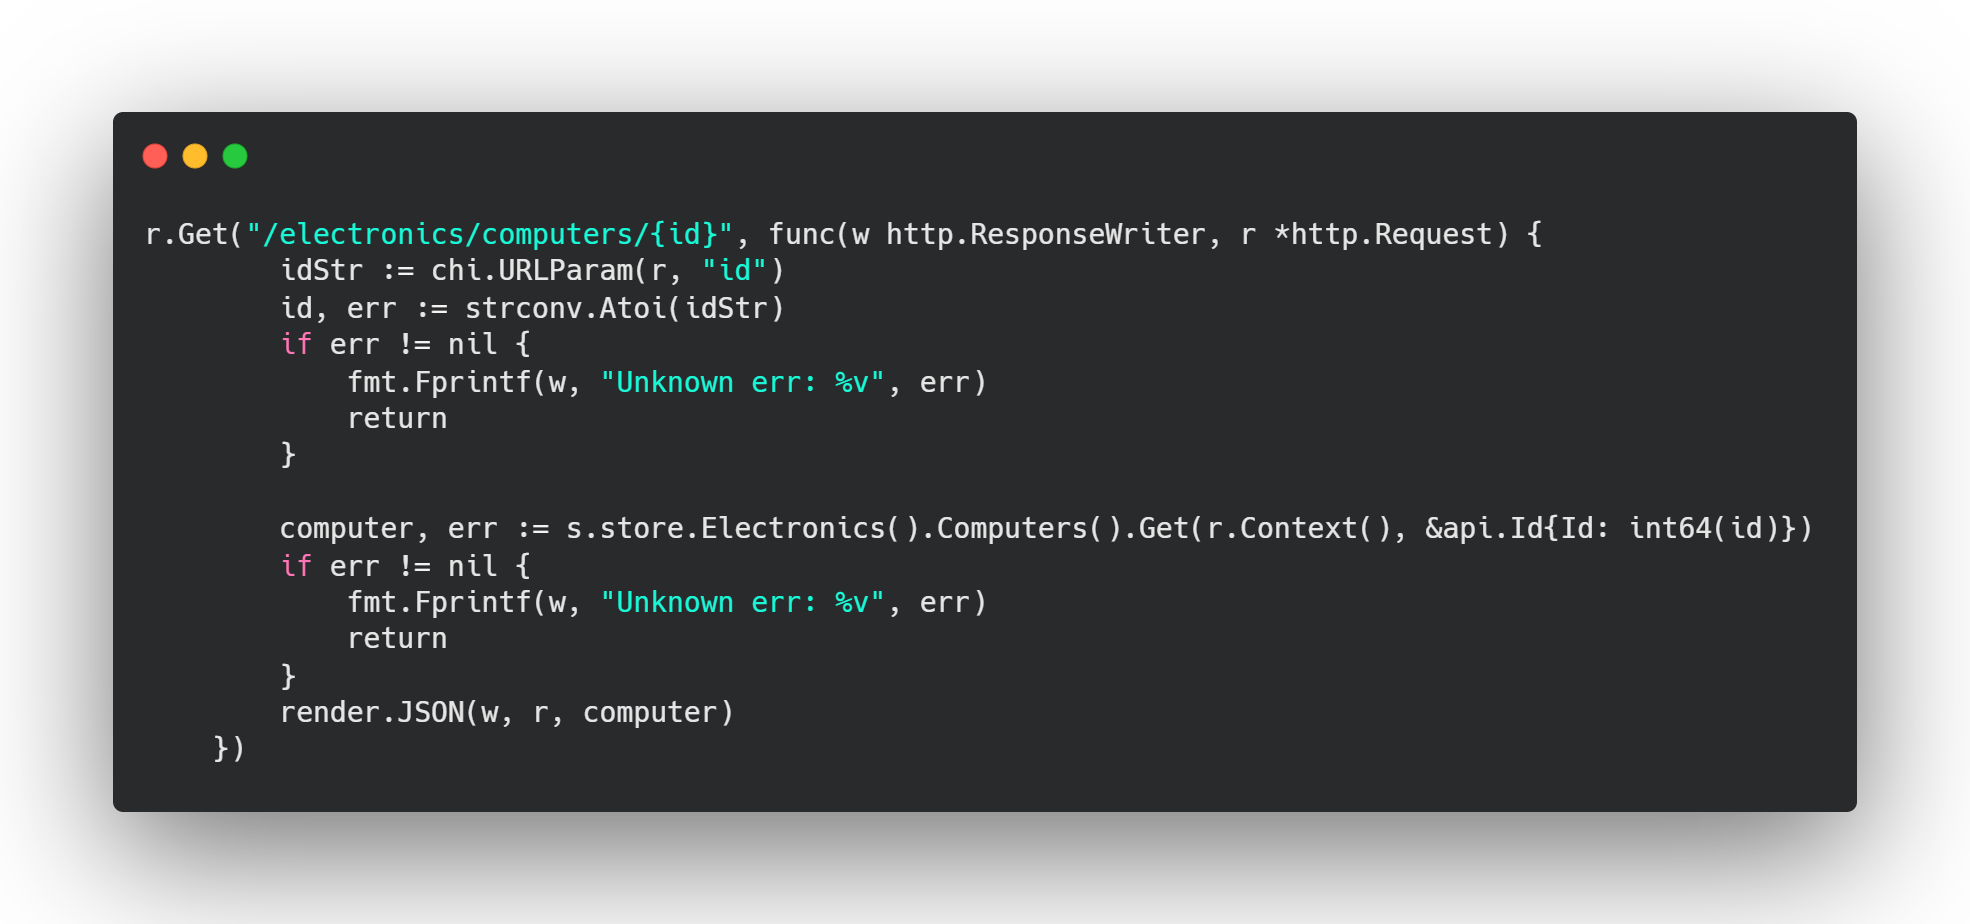 r.Get("/electronics/computers/{id}", func(w http.ResponseWriter, r *http.Request) {
        idStr := chi.URLParam(r, "id")
        id, err := strconv.Atoi(idStr)
        if err != nil {
            fmt.Fprintf(w, "Unknown err: %v", err)
            return
        }

        computer, err := s.store.Electronics().Computers().Get(r.Context(), &api.Id{Id: int64(id)})
        if err != nil {
            fmt.Fprintf(w, "Unknown err: %v", err)
            return
        }
        render.JSON(w, r, computer)
    })